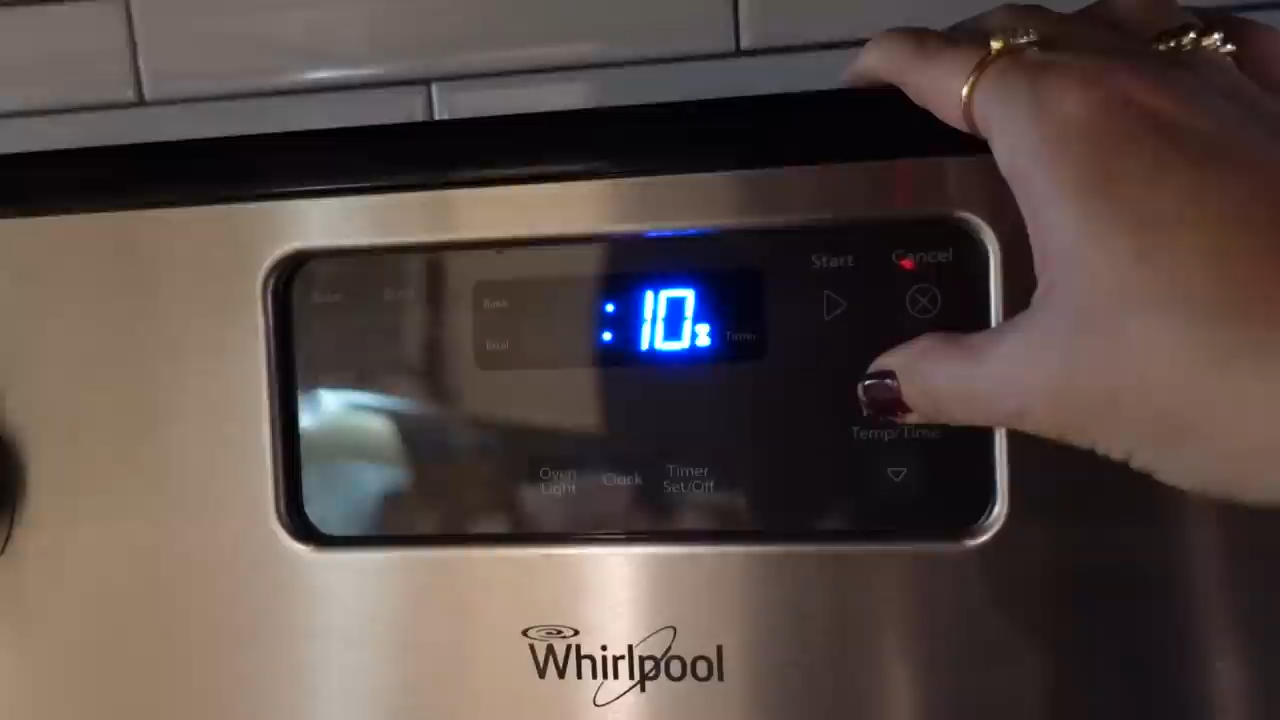 Start
Cancel
Bake
Broil
:10
Timer
Temp/Time
Oven
Light
Clock
Timer
Set/Off
Whirlpool